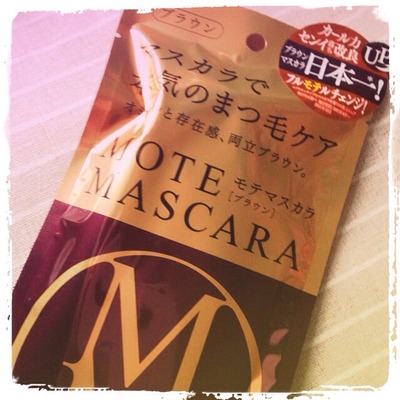 ブラウン
マスカラで
元気のまつ毛ケア
存在感、両立ブラウン。
MOTE
モテマスカラ
[ブラウン]
MASCARA
M
カールカ
センイ
改良
UP
ブラウン
マスカラ
日本一!
フルモデルチェンジ!